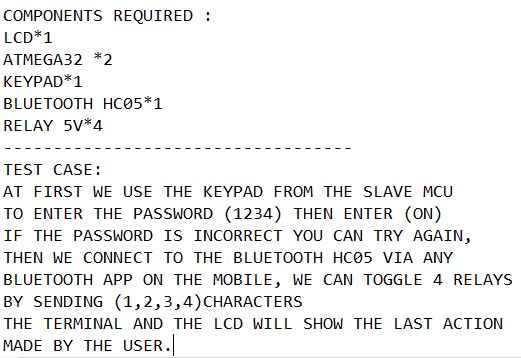 COMPONENTS REQUIRED :
LCD*1
ATMEGA32 *2
KEYPAD*1
BLUETOOTH HC05*1
RELAY 5V*4
-----------------------------------
TEST CASE:
AT FIRST WE USE THE KEYPAD FROM THE SLAVE MCU
TO ENTER THE PASSWORD (1234) THEN ENTER (ON)
IF THE PASSWORD IS INCORRECT YOU CAN TRY AGAIN,
THEN WE CONNECT TO THE BLUETOOTH HC05 VIA ANY
BLUETOOTH APP ON THE MOBILE, WE CAN TOGGLE 4 RELAYS
BY SENDING (1,2,3,4)CHARACTERS
THE TERMINAL AND THE LCD WILL SHOW THE LAST ACTION
MADE BY THE USER.